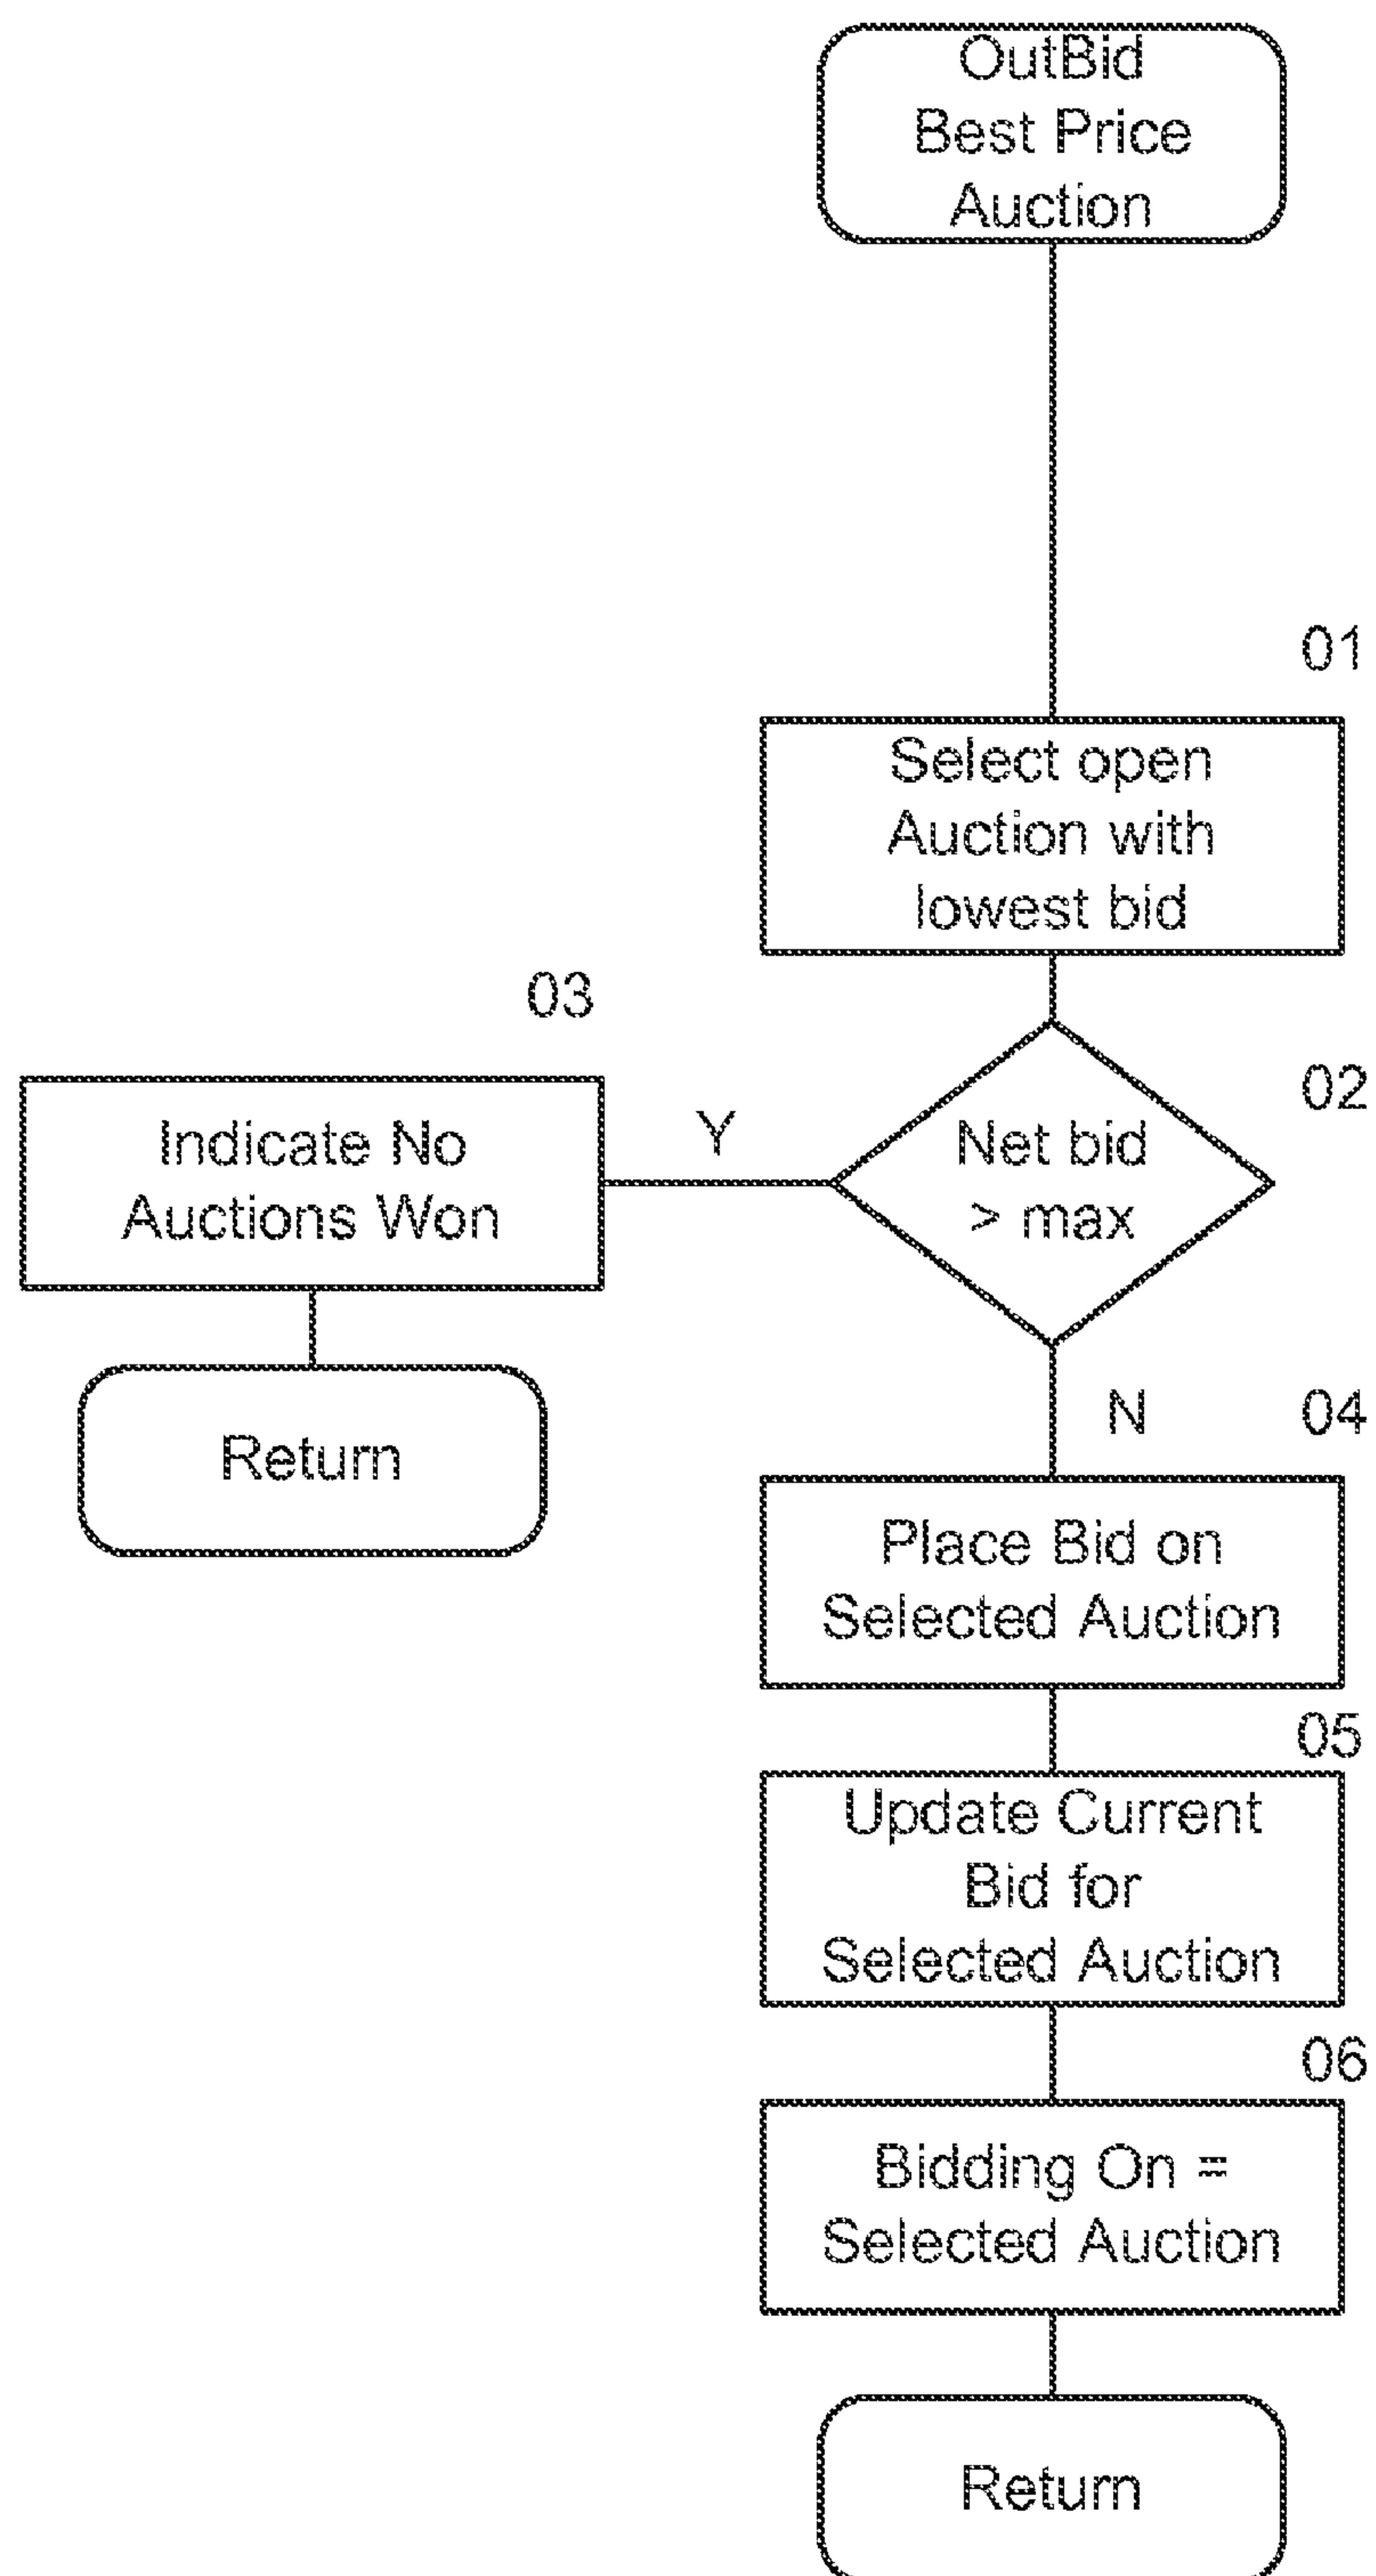 OutBid
Best Price
Auction
01
Select open
Auction with
lowest bid
03
02
Indicate No
Auctions Won
Y
Net bid
> max
Return
N
04
Place Bid on
Selected Auction
05
Update Current
Bid for
Selected Auction
06
Bidding On =
Selected Auction
Return